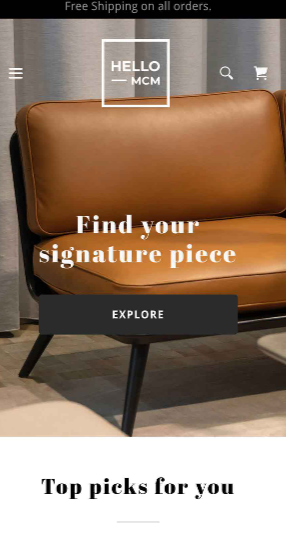 Free Shipping on all orders.
HELLO
— MCM
Find your
signature piece
EXPLORE
Top picks for you